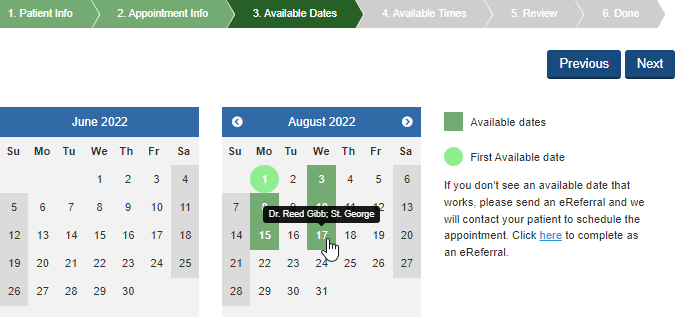 1. Patient Info 2. Appointment Info 3. Available Dates 4. Available Times 5. Review 6. Done
Previous Next
June 2022
Su Mo Tu We Th Fr Sa
1 2 3 4
5 6 7 8 9 10 11
12 13 14 15 16 17 18
19 20 21 22 23 24 25
26 27 28 29 30
August 2022
Su Mo Tu We Th Fr Sa
1 2 3 4 5 6
7 13
Dr. Reed Gibb; St. George
14 15 16 17 18 19 20
21 22 23 24 25 26 27
28 29 30 31
Available dates
First Available date
If you don't see an available date that
works, please send an eReferral and we
will contact your patient to schedule the
appointment. Click here to complete as
an eReferral.